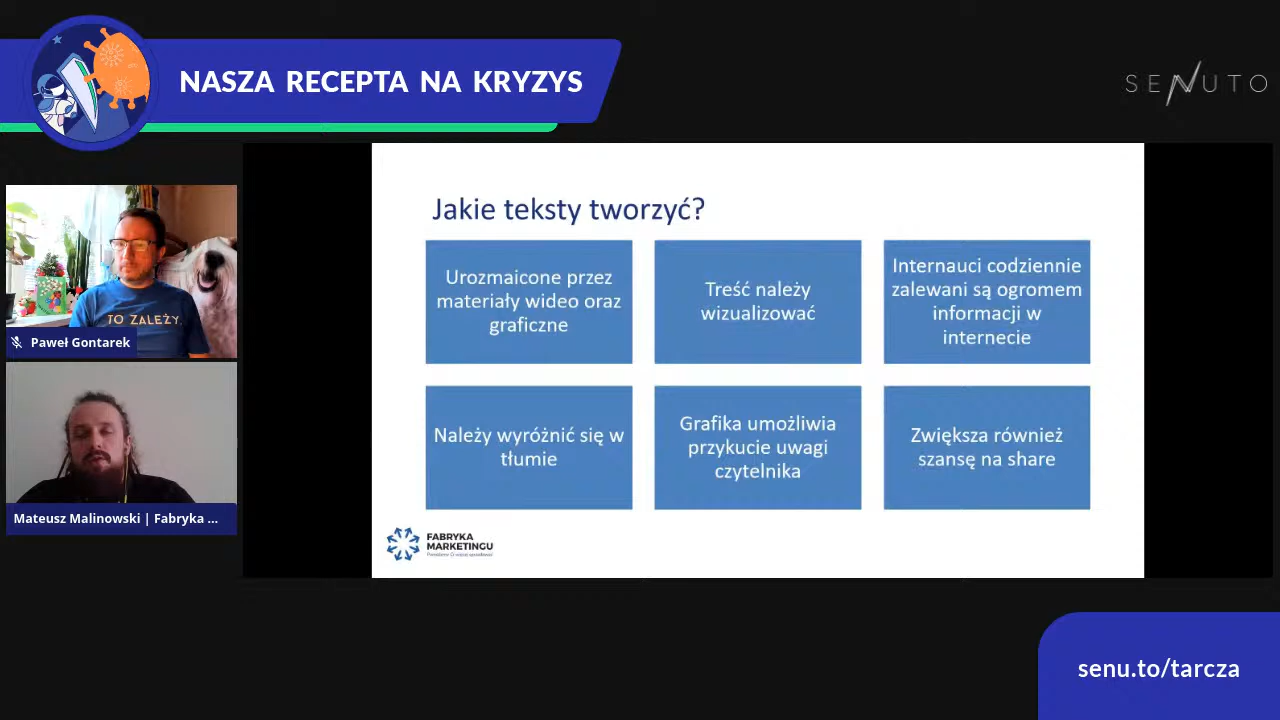 NASZA RECEPTA NA KRYZYS
SENUTO
Jakie teksty tworzyć?
Urozmaicone przez
materiały wideo oraz
graficzne
Treść należy
wizualizować
Internauci codziennie
zalewani są ogromem
informacji w
internecie
Należy wyróżnić się w
tłumie
Grafika umożliwia
przykucie uwagi
czytelnika
Zwiększa również
szansę na share
FABRYKA
MARKETINGU
TO ZALEŻY.
Paweł Gontarek
Mateusz Malinowski | Fabryka ...
senu.to/tarcza